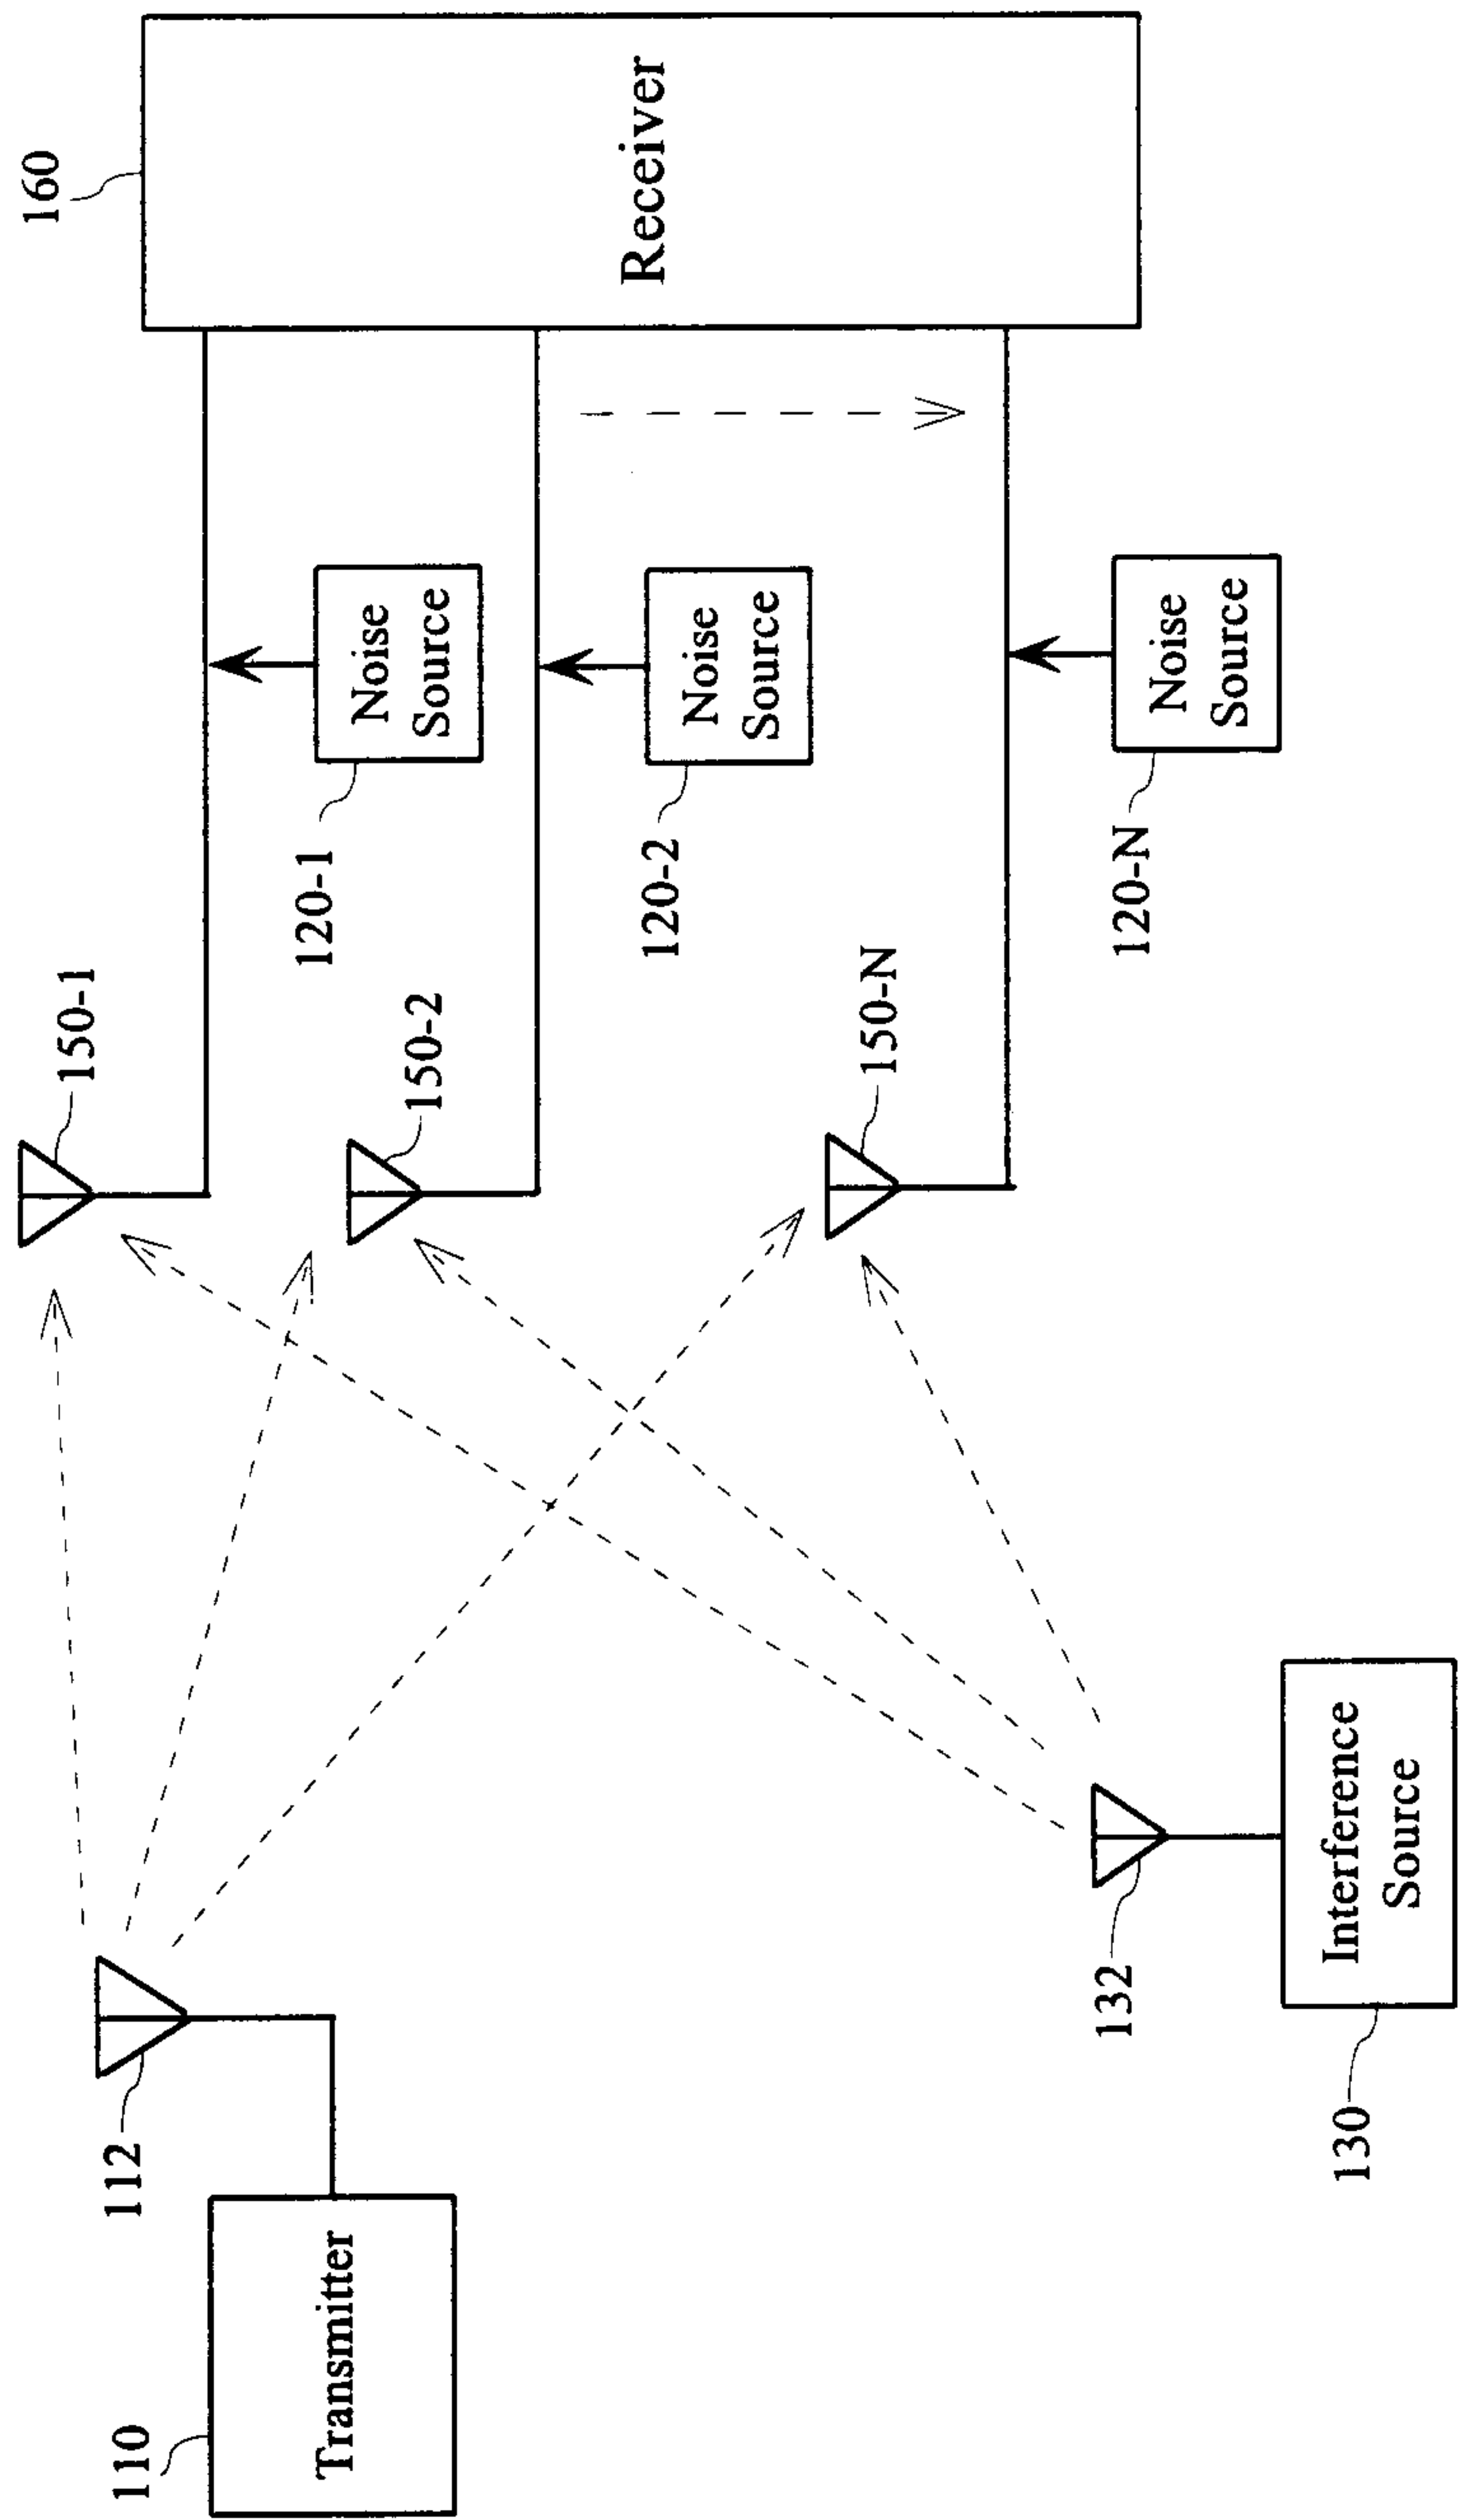 110
Transmitter
112
130
Interference
Source
132
150-1
150-2
150-N
120-1
Noise
Source
120-2
Noise
Source
120-N
Noise
Source
160
Receiver